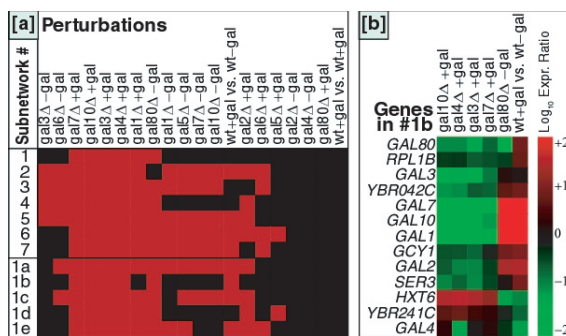 [a]
Perturbations
Subnetwork #
gal3Δ −gal
gal6Δ −gal
gal7Δ +gal
gal10Δ +gal
gal3Δ +gal
gal4Δ +gal
gal1Δ +gal
gal80Δ −gal
gal1Δ −gal
gal5Δ −gal
gal7Δ −gal
gal10Δ −gal
wt+gal vs. wt−gal
gal2Δ +gal
gal6Δ +gal
gal5Δ +gal
gal2Δ −gal
gal4Δ −gal
gal80Δ +gal
wt+gal vs. wt+gal
1
2
3
4
5
6
7
1a
1b
1c
1d
1e
[b]
Genes
in #1b
gal10Δ +gal
gal4Δ +gal
gal3Δ +gal
gal7Δ +gal
gal80Δ −gal
wt+gal vs. wt−gal
Log10 Expr. Ratio
GAL80
RPL1B
GAL3
YBR042C
GAL7
GAL10
GAL1
GCY1
GAL2
SER3
HXT6
YBR241C
GAL4
+2
+1
0
−1
−2